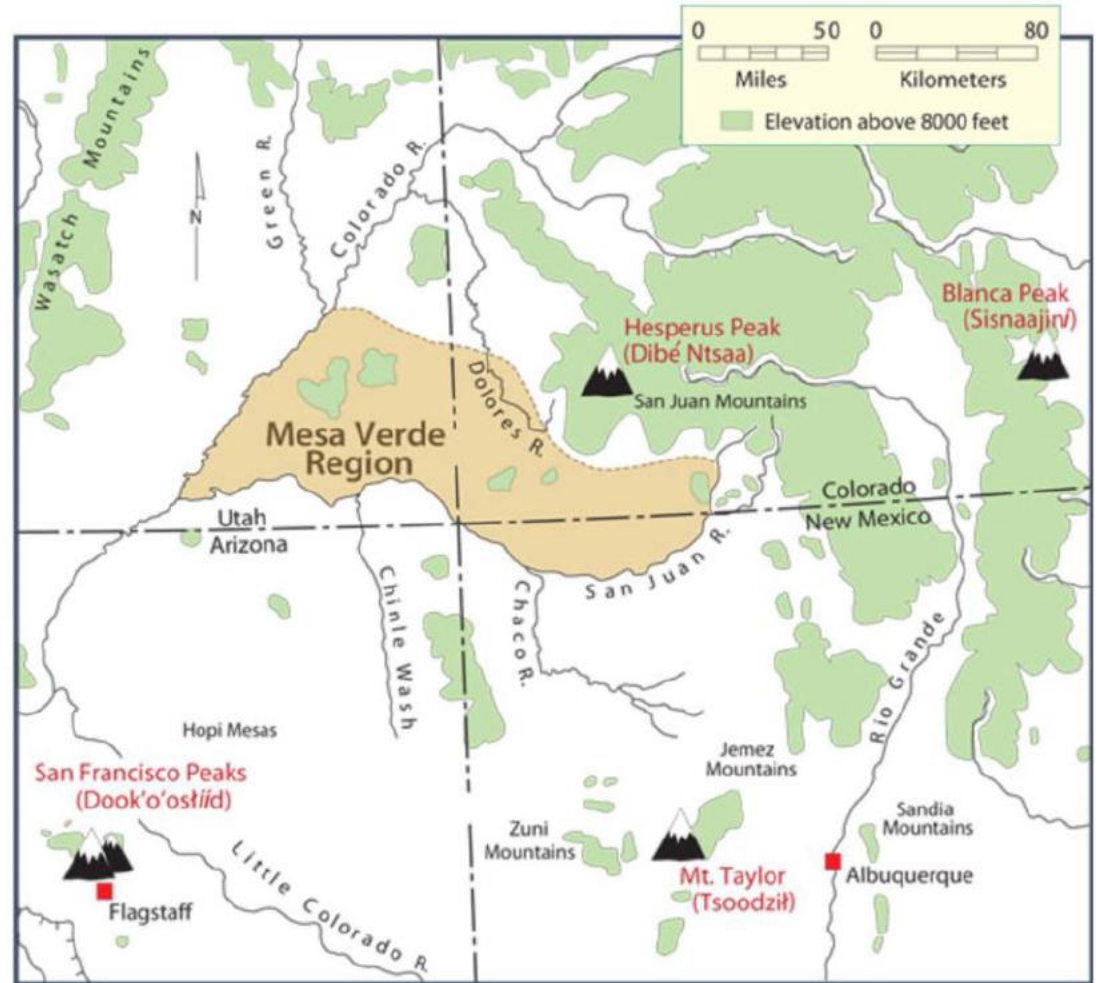 0 50 0 80
Miles Kilometers
Elevation above 8000 feet
Wasatch Mountains
Green R.
Colorado R.
N
Blanca Peak
(Sisnaajiní)
Hesperus Peak
(Dibé Ntsaa)
San Juan Mountains
Dolores R.
Mesa Verde
Region
Colorado
New Mexico
Utah
Arizona
San Juan R.
Chinle Wash
Chaco R.
Rio Grande
Hopi Mesas
Jemez
Mountains
San Francisco Peaks
(Dook'o'osłííd)
Zuni
Mountains
Sandia
Mountains
Mt. Taylor
(Tsoodził)
Albuquerque
Flagstaff
Little Colorado R.